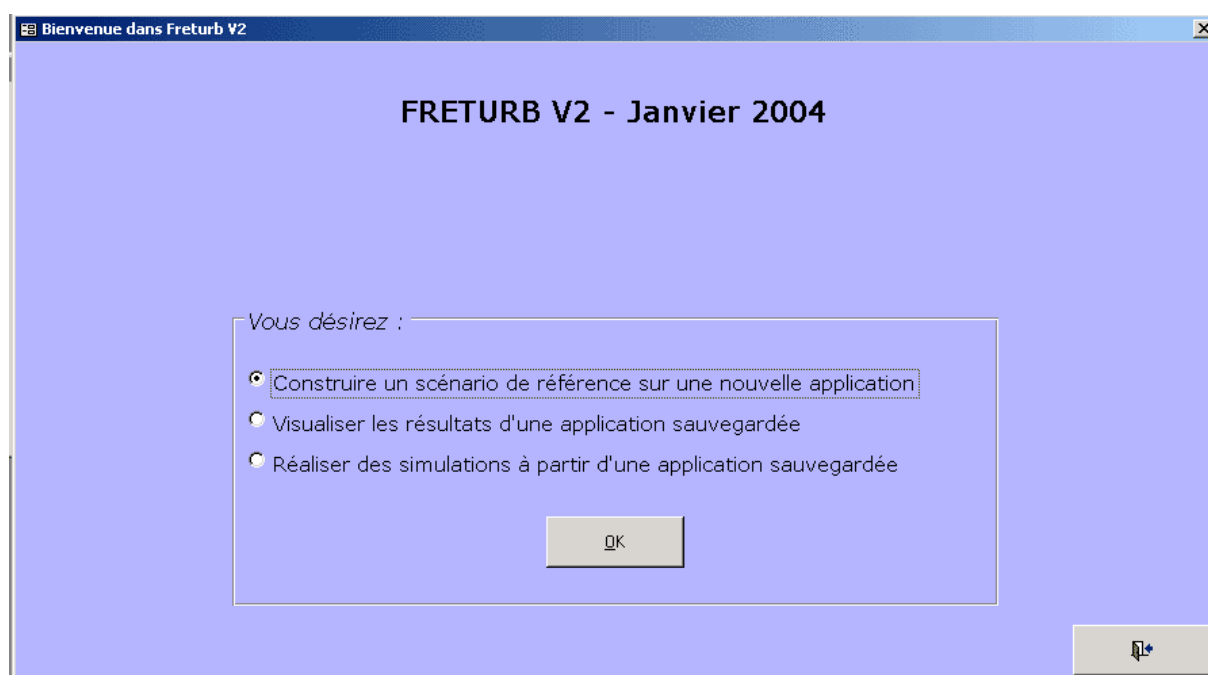 Bienvenue dans Freturb V2
FRETURB V2 - Janvier 2004
Vous désirez :
Construire un scénario de référence sur une nouvelle application
Visualiser les résultats d'une application sauvegardée
Réaliser des simulations à partir d'une application sauvegardée
OK